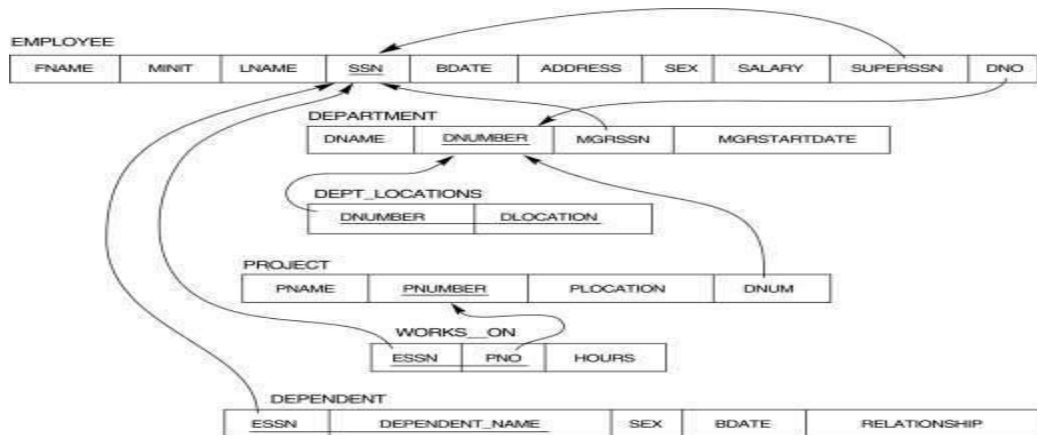 EMPLOYEE
FNAME MINIT LNAME SSN BDATE ADDRESS SEX SALARY SUPERSSN DNO
DEPARTMENT
DNAME DNUMBER MGRSSN MGRSTARTDATE
DEPT_LOCATIONS
DNUMBER DLOCATION
PROJECT
PNAME PNUMBER PLOCATION DNUM
WORKS_ON
ESSN PNO HOURS
DEPENDENT
ESSN DEPENDENT_NAME SEX BDATE RELATIONSHIP